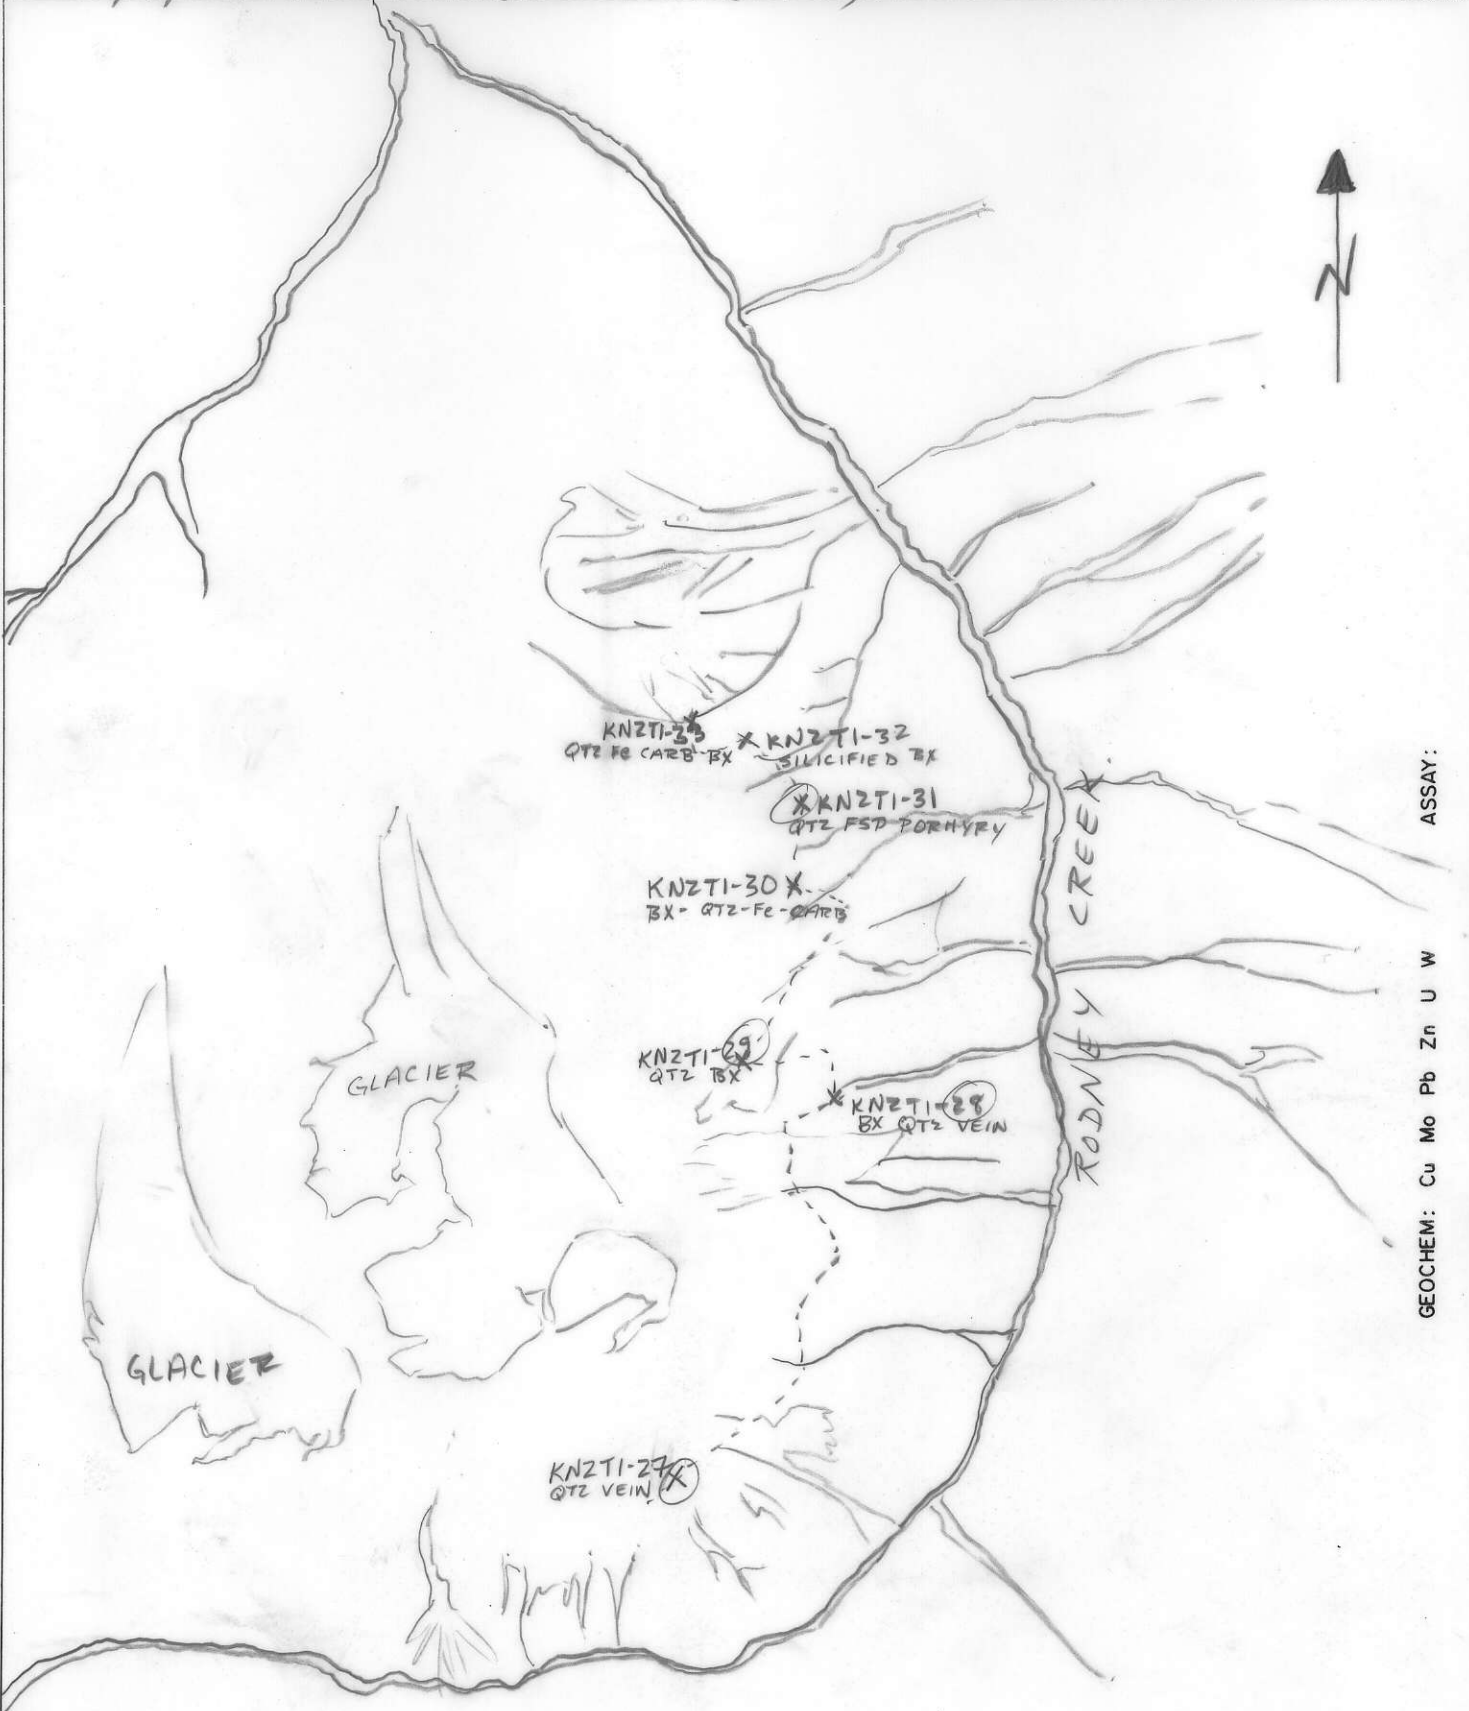 N
KNZT1-33
QTZ FE CARB BX
KNZT1-32
SILICIFIED BX
KNZT1-31
QTZ FSP PORHYRY
KNZT1-30
BX- QTZ-Fe-CARB
KNZT1-29
QTZ BX
KNZT1-28
BX QTZ VEIN
KNZT1-27
QTZ VEIN
GLACIER
GLACIER
RODNEY CREEK
GEOCHEM: Cu Mo Pb Zn U W ASSAY: